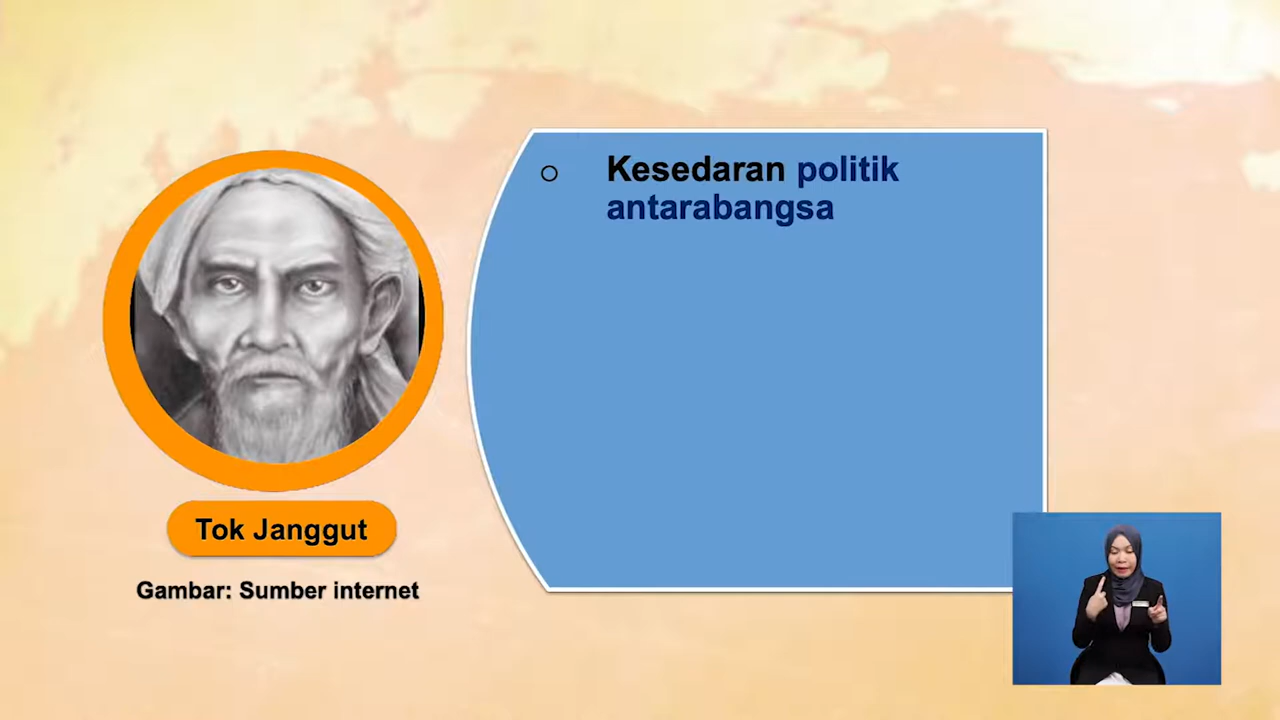 Kesedaran politik
antarabangsa
Tok Janggut
Gambar: Sumber internet